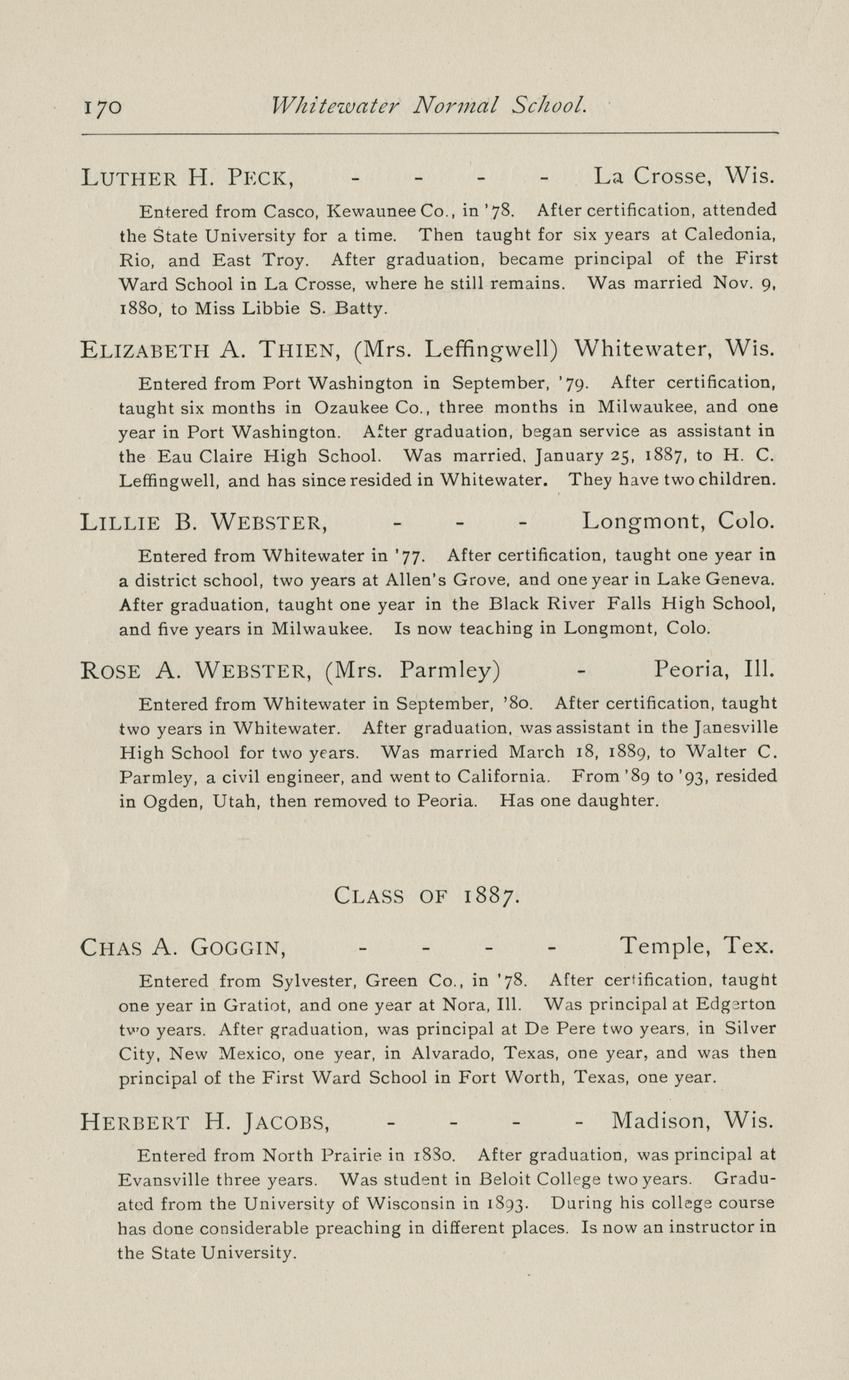 170 Whitewater Normal School.
LUTHER H. PECK, - - - - La Crosse, Wis.
Entered from Casco, Kewaunee Co., in '78. After certification, attended
the State University for a time. Then taught for six years at Caledonia,
Rio, and East Troy. After graduation, became principal of the First
Ward School in La Crosse, where he still remains. Was married Nov. 9,
1880, to Miss Libbie S. Batty.
ELIZABETH A. THIEN, (Mrs. Leffingwell) Whitewater, Wis.
Entered from Port Washington in September, '79. After certification,
taught six months in Ozaukee Co., three months in Milwaukee, and one
year in Port Washington. After graduation, began service as assistant in
the Eau Claire High School. Was married, January 25, 1887, to H. C.
Leffingwell, and has since resided in Whitewater. They have two children.
LILLIE B. WEBSTER, - - - Longmont, Colo.
Entered from Whitewater in '77. After certification, taught one year in
a district school, two years at Allen's Grove, and one year in Lake Geneva.
After graduation, taught one year in the Black River Falls High School,
and five years in Milwaukee. Is now teaching in Longmont, Colo.
ROSE A. WEBSTER, (Mrs. Parmley) - Peoria, Ill.
Entered from Whitewater in September, '80. After certification, taught
two years in Whitewater. After graduation, was assistant in the Janesville
High School for two years. Was married March 18, 1889, to Walter C.
Parmley, a civil engineer, and went to California. From '89 to '93, resided
in Ogden, Utah, then removed to Peoria. Has one daughter.
CLASS OF 1887.
CHAS A. GOGGIN, - - - - Temple, Tex.
Entered from Sylvester, Green Co., in '78. After certification, taught
one year in Gratiot, and one year at Nora, Ill. Was principal at Edgerton
two years. After graduation, was principal at De Pere two years, in Silver
City, New Mexico, one year, in Alvarado, Texas, one year, and was then
principal of the First Ward School in Fort Worth, Texas, one year.
HERBERT H. JACOBS, - - - - Madison, Wis.
Entered from North Prairie in 1880. After graduation, was principal at
Evansville three years. Was student in Beloit College two years. Gradu-
ated from the University of Wisconsin in 1893. During his college course
has done considerable preaching in different places. Is now an instructor in
the State University.